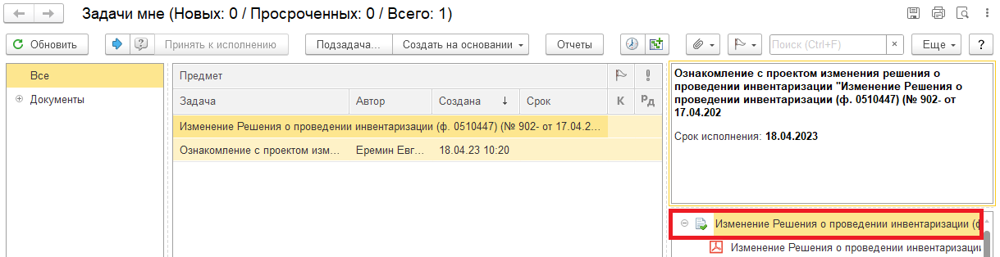 Задачи мне (Новых: 0 / Просроченных: 0 / Всего: 1)
Обновить Принять к исполнению Подзадача... Создать на основании Отчеты Поиск (Ctrl+F) × Еще ?
Все
Документы
Предмет
Задача Автор Создана ↓ Срок К Рд
Изменение Решения о проведении инвентаризации (ф. 0510447) (№ 902- от 17.04.2...
Ознакомление с проектом изм... Еремин Евг... 18.04.23 10:20
Ознакомление с проектом изменения решения о
проведении инвентаризации "Изменение Решения о
проведении инвентаризации (ф. 0510447) (№ 902- от
17.04.202
Срок исполнения: 18.04.2023
Изменение Решения о проведении инвентаризации (ф
Изменение Решения о проведении инвентаризации